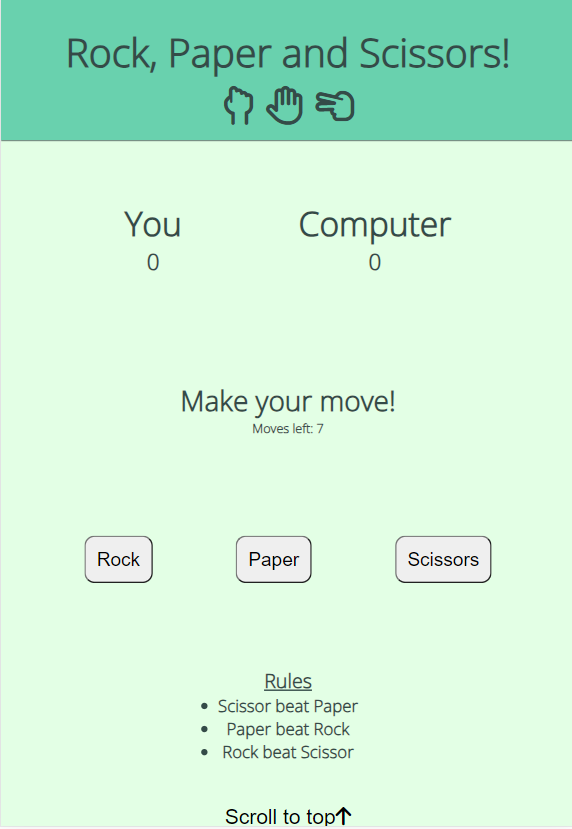 Rock, Paper and Scissors!
You
Computer
0
0
Make your move!
Moves left: 7
Rock
Paper
Scissors
Rules
Scissor beat Paper
Paper beat Rock
Rock beat Scissor
Scroll to top